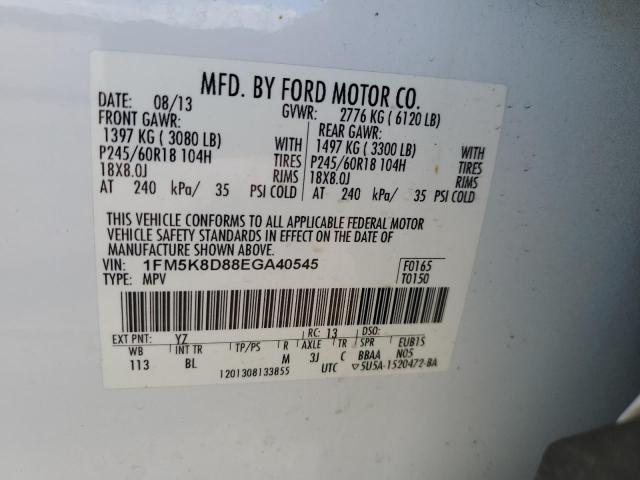 MFD. BY FORD MOTOR CO.
DATE: 08/13 GVWR: 2776 KG ( 6120 LB)
FRONT GAWR: REAR GAWR:
1397 KG ( 3080 LB) 1497 KG ( 3300 LB)
P245/60R18 104H WITH TIRES P245/60R18 104H WITH TIRES
18X8.0J RIMS 18X8.0J RIMS
AT 240 kPa/ 35 PSI COLD AT 240 kPa/ 35 PSI COLD
THIS VEHICLE CONFORMS TO ALL APPLICABLE FEDERAL MOTOR
VEHICLE SAFETY STANDARDS IN EFFECT ON THE DATE OF
MANUFACTURE SHOWN ABOVE.
VIN: 1FM5K8D88EGA40545 F0165
TYPE: MPV T0150
EXT PNT: YZ RC: 13 DSO:
WB INT TR TP/PS R AXLE TR SPR EUB1S
113 BL M 3J C BBAA N05
1201308133855 UTC 5U5A-1520472-BA